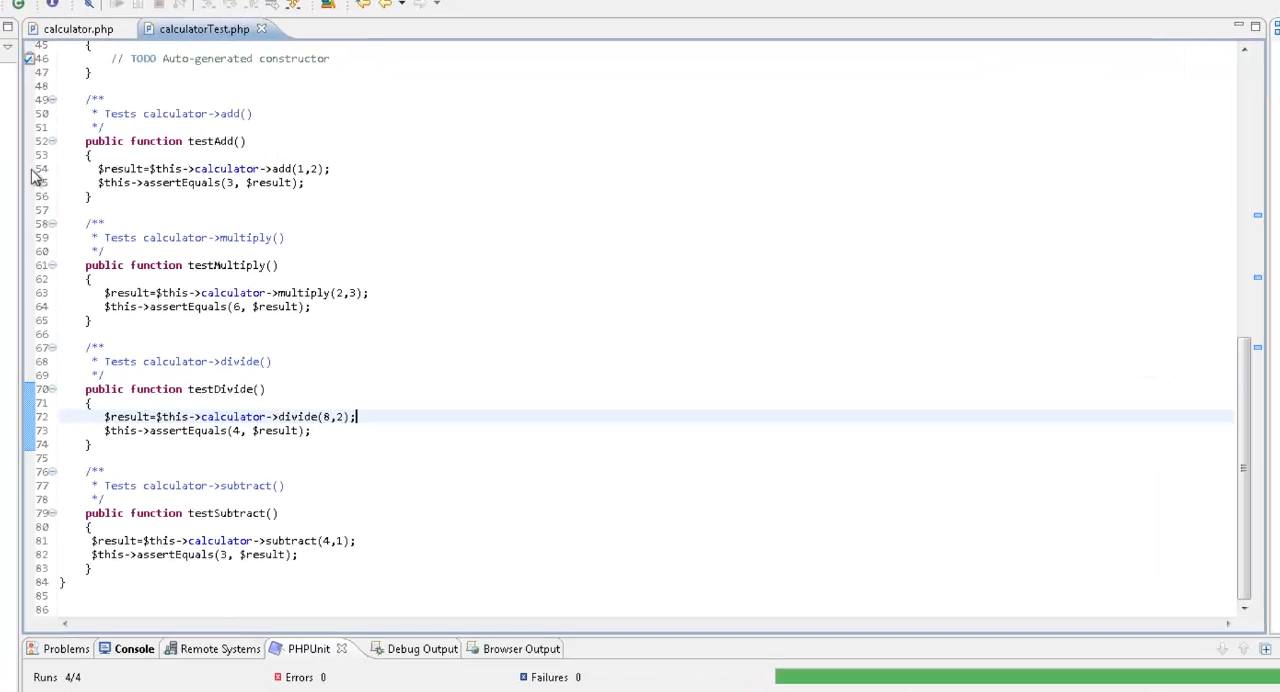 calculator.php calculatorTest.php
45 {
46 // TODO Auto-generated constructor
47 }
48
49 /**
50 * Tests calculator->add()
51 */
52 public function testAdd()
53 {
54 $result=$this->calculator->add(1,2);
55 $this->assertEquals(3, $result);
56 }
57
58 /**
59 * Tests calculator->multiply()
60 */
61 public function testMultiply()
62 {
63 $result=$this->calculator->multiply(2,3);
64 $this->assertEquals(6, $result);
65 }
66
67 /**
68 * Tests calculator->divide()
69 */
70 public function testDivide()
71 {
72 $result=$this->calculator->divide(8,2);
73 $this->assertEquals(4, $result);
74 }
75
76 /**
77 * Tests calculator->subtract()
78 */
79 public function testSubtract()
80 {
81 $result=$this->calculator->subtract(4,1);
82 $this->assertEquals(3, $result);
83 }
84 }
85
86
Problems Console Remote Systems PHPUnit Debug Output Browser Output
Runs 4/4 Errors 0 Failures 0